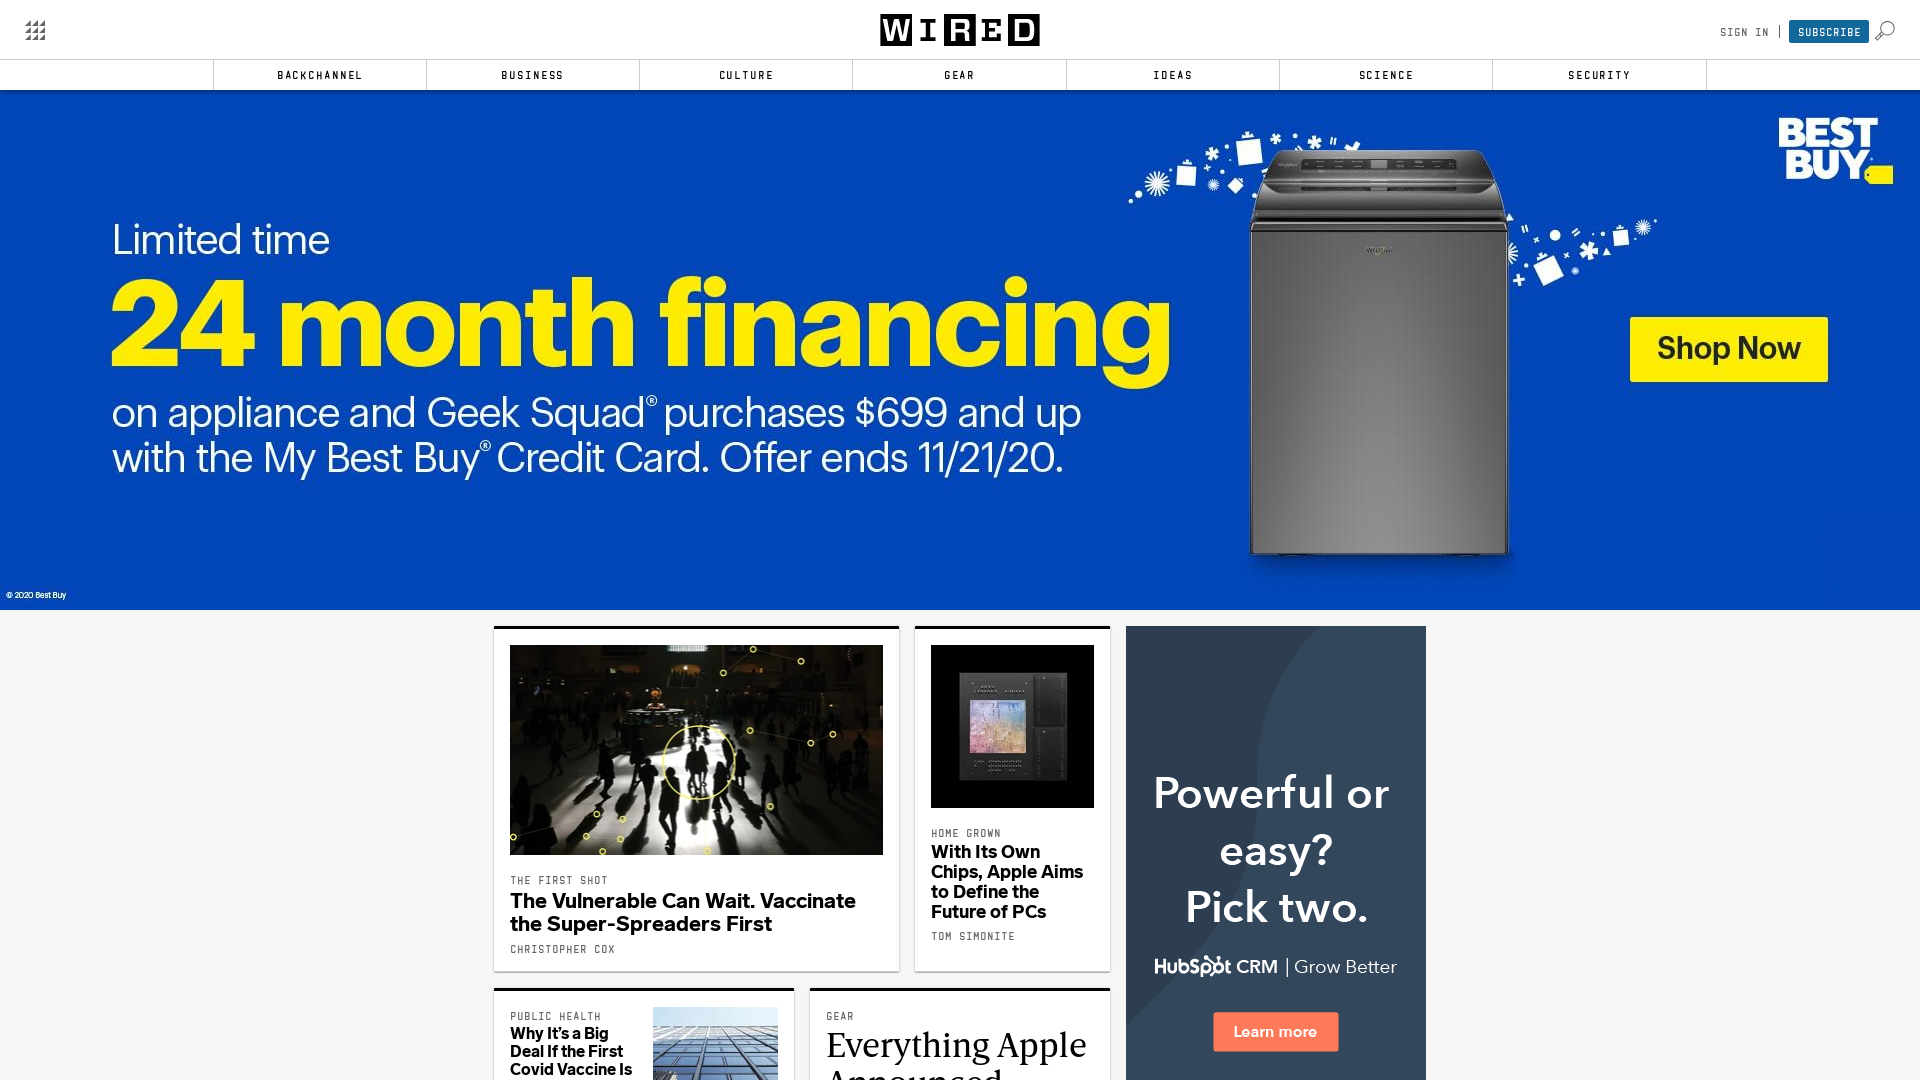 WIRED
SIGN IN
SUBSCRIBE
BACKCHANNEL
BUSINESS
CULTURE
GEAR
IDEAS
SCIENCE
SECURITY
BEST
BUY
Limited time
24 month financing
on appliance and Geek Squad® purchases $699 and up
with the My Best Buy® Credit Card. Offer ends 11/21/20.
Whirlpool
Shop Now
© 2020 Best Buy
THE FIRST SHOT
The Vulnerable Can Wait. Vaccinate
the Super-Spreaders First
CHRISTOPHER COX
HOME GROWN
With Its Own
Chips, Apple Aims
to Define the
Future of PCs
TOM SIMONITE
Powerful or
easy?
Pick two.
HubSpot CRM | Grow Better
Learn more
PUBLIC HEALTH
Why It's a Big
Deal If the First
Covid Vaccine Is
GEAR
Everything Apple
Announced